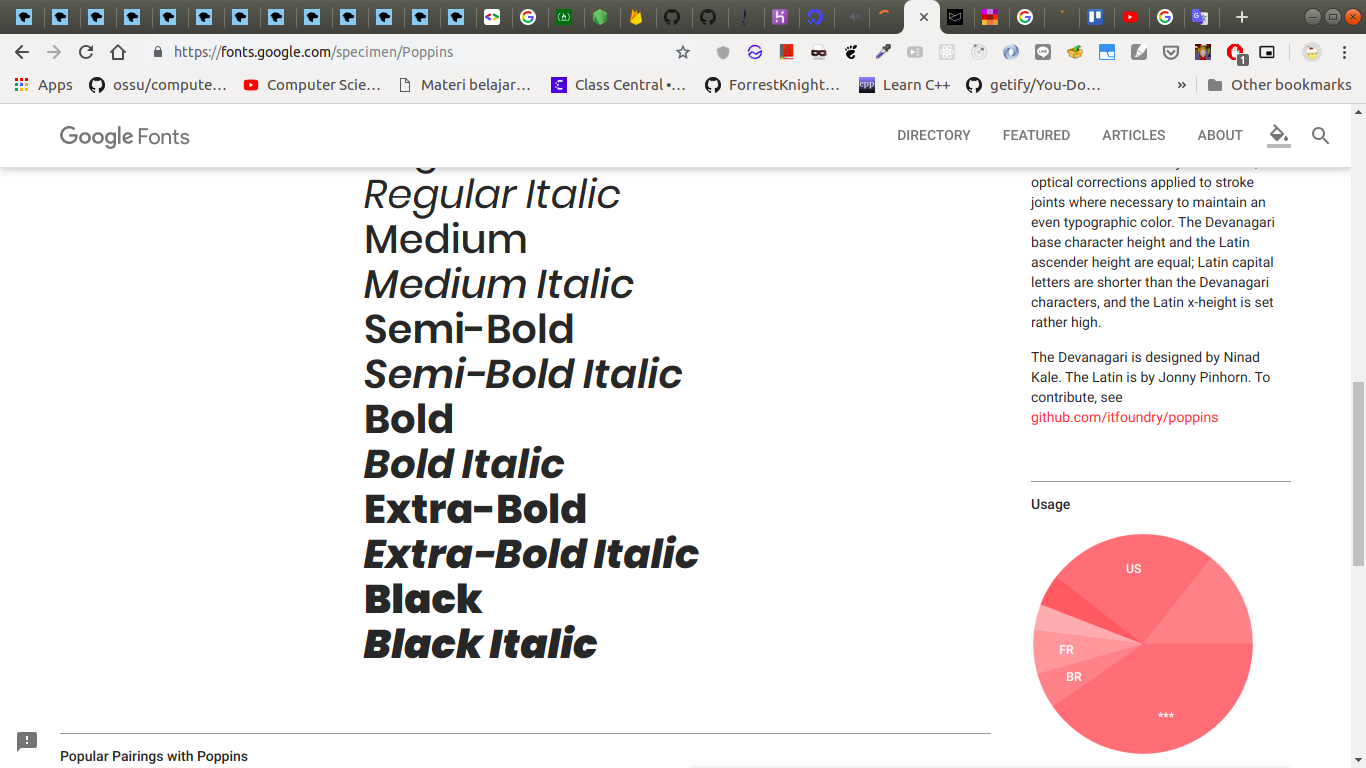 https://fonts.google.com/specimen/Poppins
1
Apps
ossu/compute…
Computer Scie…
Materi belajar…
Class Central •…
ForrestKnight…
Learn C++
getify/You-Do…
»
Other bookmarks
Google Fonts
DIRECTORY
FEATURED
ARTICLES
ABOUT
Regular Italic
Medium
Medium Italic
Semi-Bold
Semi-Bold Italic
Bold
Bold Italic
Extra-Bold
Extra-Bold Italic
Black
Black Italic
optical corrections applied to stroke
joints where necessary to maintain an
even typographic color. The Devanagari
base character height and the Latin
ascender height are equal; Latin capital
letters are shorter than the Devanagari
characters, and the Latin x-height is set
rather high.
The Devanagari is designed by Ninad
Kale. The Latin is by Jonny Pinhorn. To
contribute, see
github.com/itfoundry/poppins
Usage
US
FR
BR
***
Popular Pairings with Poppins